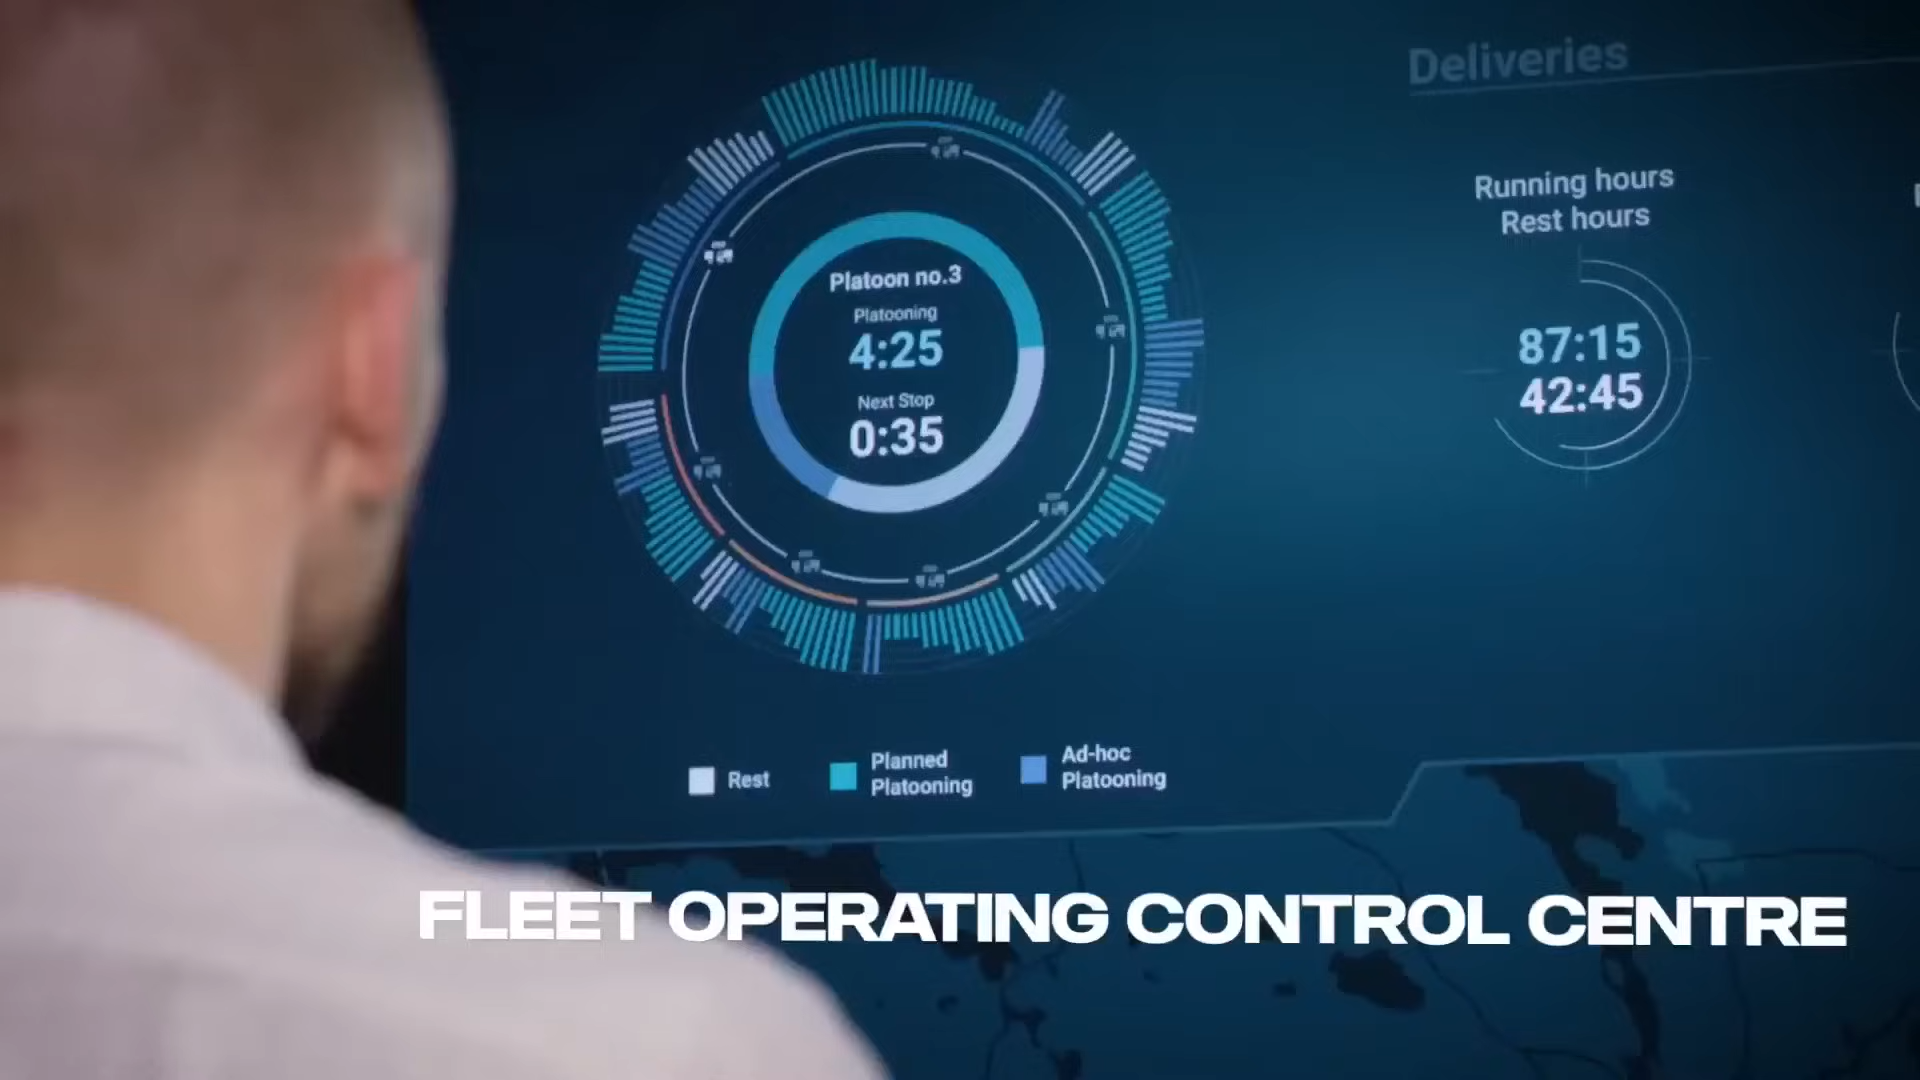 Deliveries
Running hours
Rest hours
87:15
42:45
Platoon no.3
Platooning
4:25
Next Stop
0:35
Rest
Planned
Platooning
Ad-hoc
Platooning
FLEET OPERATING CONTROL CENTRE